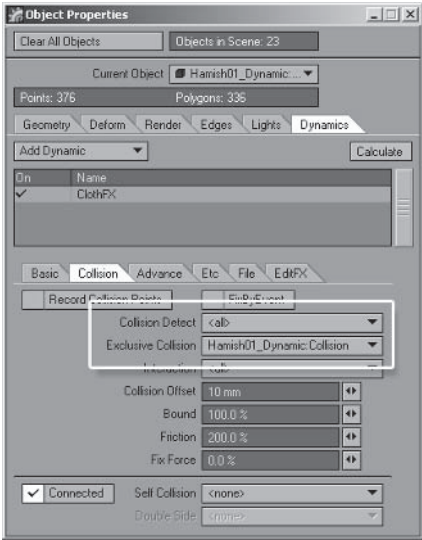 Object Properties
Clear All Objects Objects in Scene: 23
Current Object Hamish01_Dynamic:...
Points: 376 Polygons: 336
Geometry Deform Render Edges Lights Dynamics
Add Dynamic Calculate
On Name
ClothFX
Basic Collision Advance Etc File EditFX
Record Collision Points FixByEvent
Collision Detect <all>
Exclusive Collision Hamish01_Dynamic:Collision
Interaction <all>
Collision Offset 10 mm
Bound 100.0 %
Friction 200.0 %
Fix Force 0.0 %
Connected Self Collision <none>
Double Side <none>